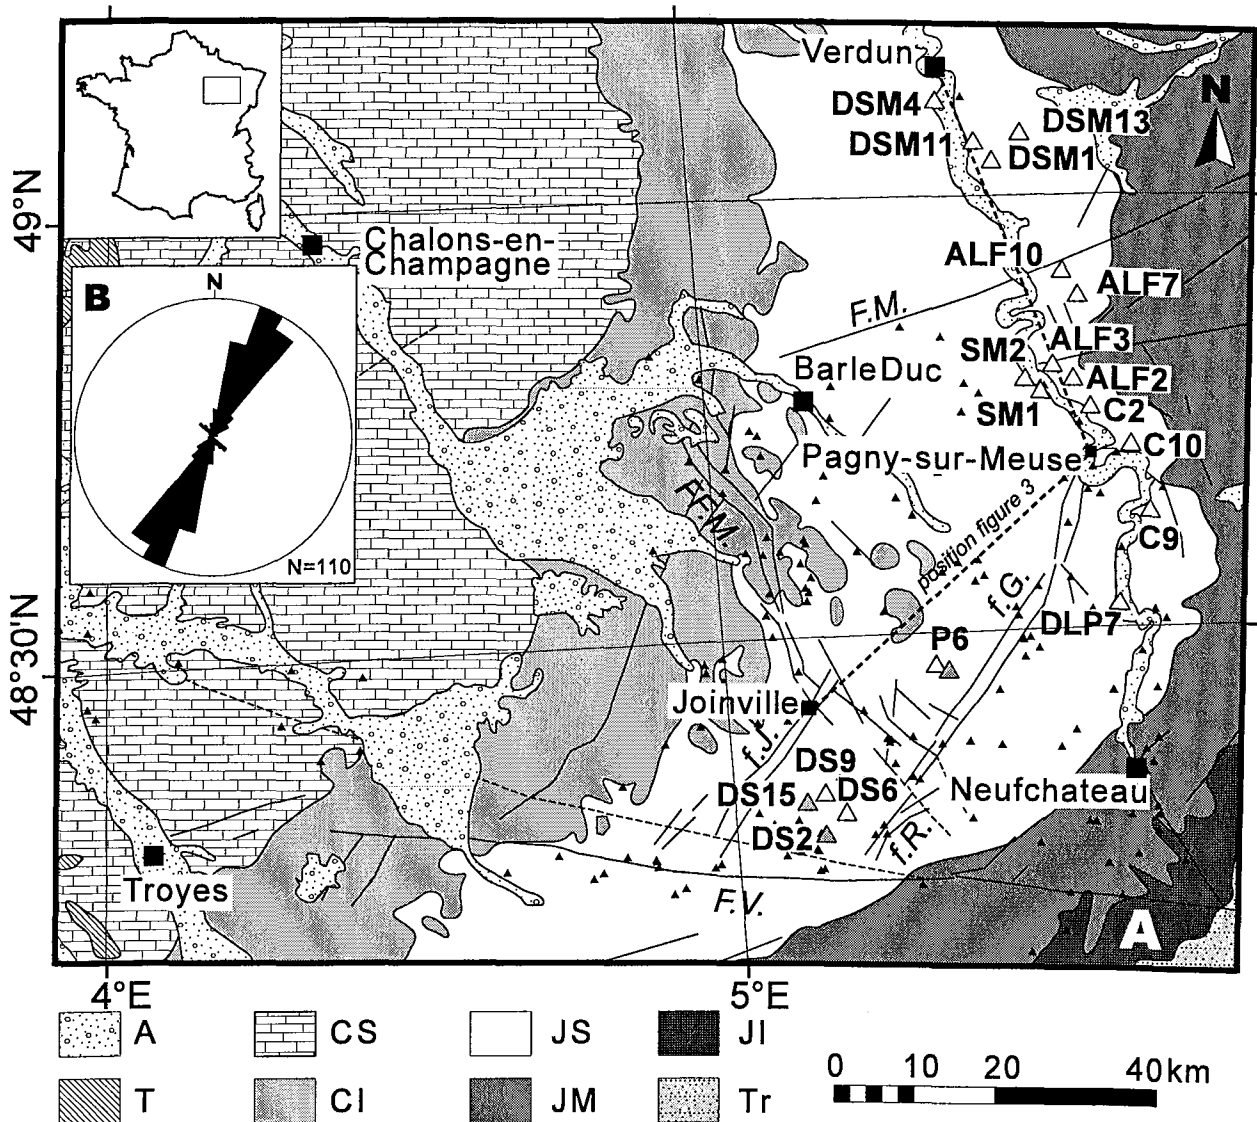 Verdun
DSM4
DSM13
N
DSM11
DSM1
49°N
Chalons-en-
Champagne
ALF10
ALF7
B
N
F.M.
ALF3
SM2
BarleDuc
ALF2
SM1
C2
C10
Pagny-sur-Meuse
F.F.M.
position figure 3
C9
N=110
f.G.
DLP7
P6
48°30'N
Joinville
f.J.
DS9
DS15
DS6
Neufchateau
DS2
f.R.
Troyes
F.V.
A
4°E
5°E
A
CS
JS
JI
T
CI
JM
Tr
0 10 20 40km